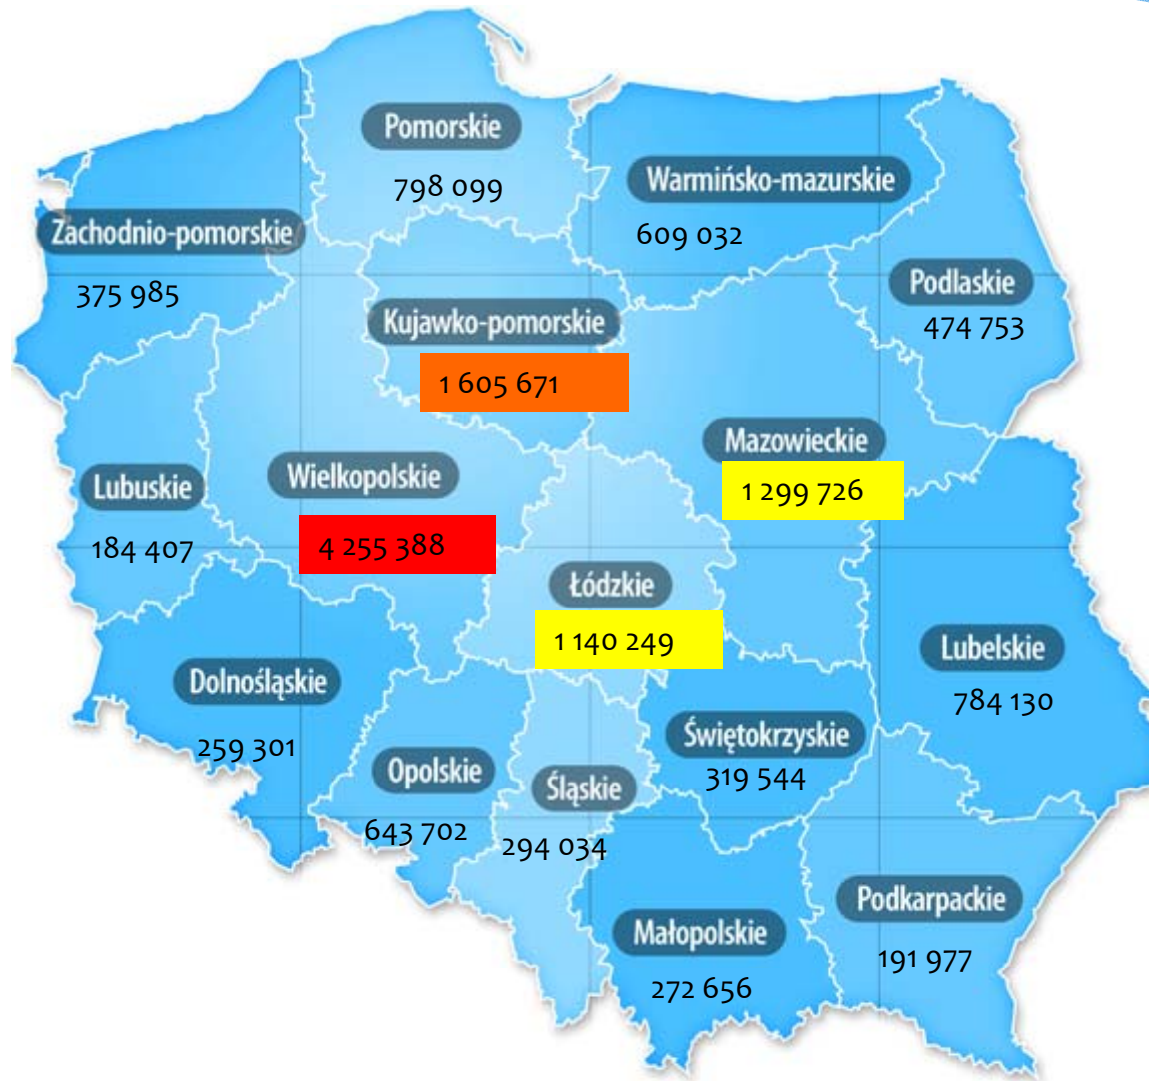 Pomorskie
798 099
Warmińsko-mazurskie
609 032
Zachodnio-pomorskie
375 985
Podlaskie
474 753
Kujawko-pomorskie
1 605 671
Mazowieckie
1 299 726
Wielkopolskie
4 255 388
Lubuskie
184 407
Łódzkie
1 140 249
Lubelskie
784 130
Dolnośląskie
259 301
Świętokrzyskie
319 544
Opolskie
643 702
Śląskie
294 034
Podkarpackie
191 977
Małopolskie
272 656